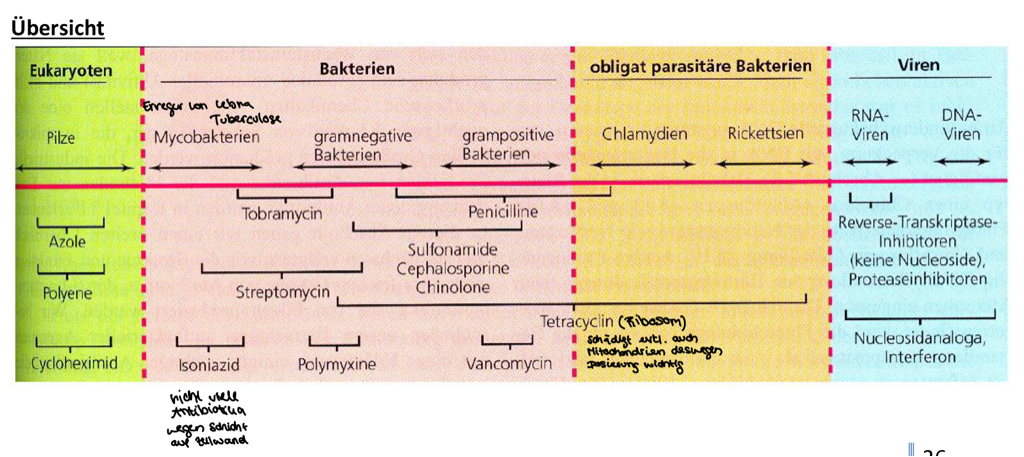 Übersicht
Eukaryoten
Bakterien
obligat parasitäre Bakterien
Viren
Erreger von Lebra
Tuberculose
Pilze
Mycobakterien
gramnegative
Bakterien
grampositive
Bakterien
Chlamydien
Rickettsien
RNA-
Viren
DNA-
Viren
Tobramycin
Penicilline
Azole
Sulfonamide
Cephalosporine
Chinolone
Reverse-Transkriptase-
Inhibitoren
(keine Nucleoside),
Proteaseinhibitoren
Polyene
Streptomycin
Tetracyclin (Ribosom)
schädigt evtl. auch
Mitochondrien deswegen
Dosierung wichtig
Cycloheximid
Isoniazid
Polymyxine
Vancomycin
Nucleosidanaloga,
Interferon
nicht viele
Antibiotika
wegen Schicht
auf Zellwand